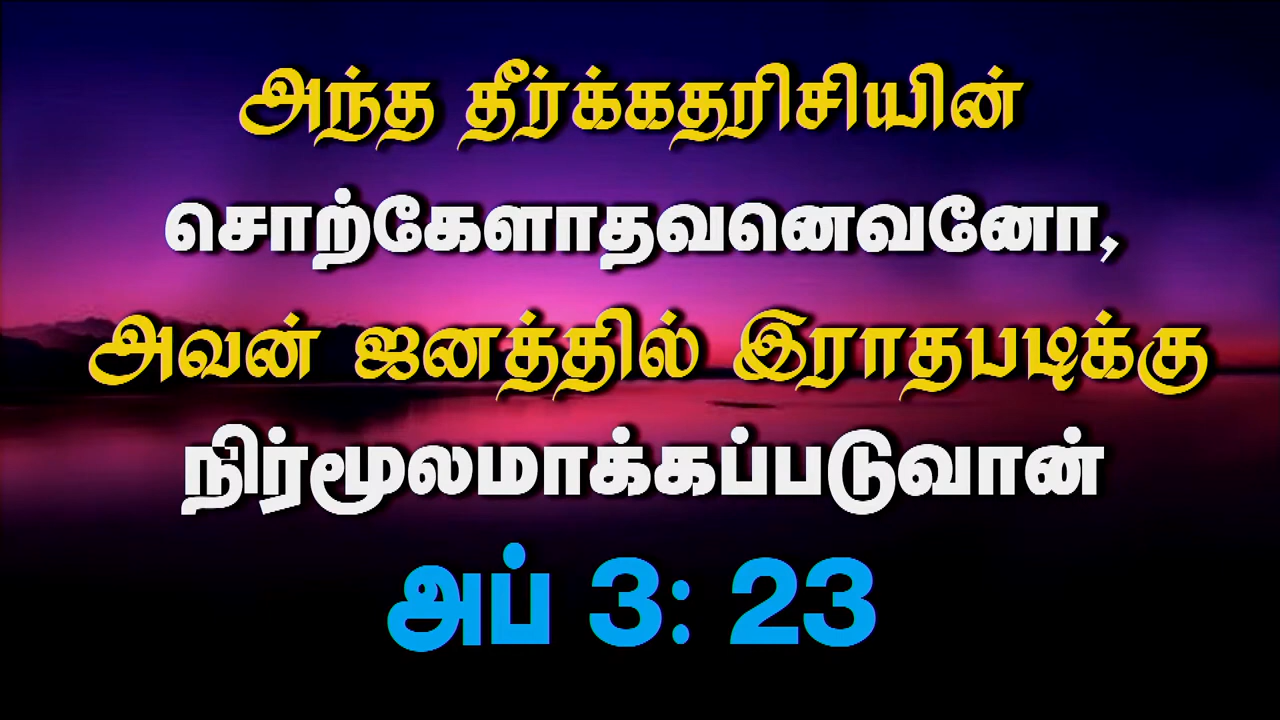 அந்த தீர்க்கதரிசியின்
சொற்கேளாதவனெவனோ,
அவன் ஜனத்தில் இராதபடிக்கு
நிர்மூலமாக்கப்படுவான்
அப் 3: 23